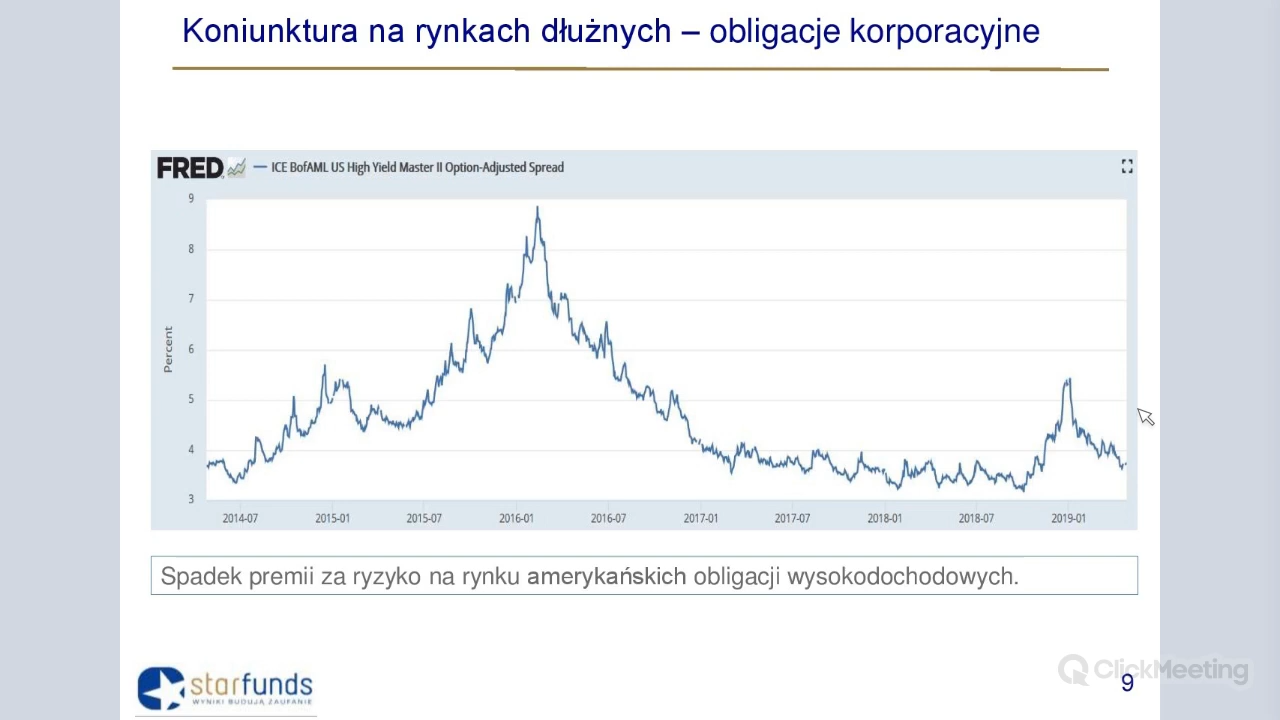 Koniunktura na rynkach dłużnych – obligacje korporacyjne
FRED — ICE BofAML US High Yield Master II Option-Adjusted Spread
9
8
7
6
5
4
3
Percent
2014-07 2015-01 2015-07 2016-01 2016-07 2017-01 2017-07 2018-01 2018-07 2019-01
Spadek premii za ryzyko na rynku amerykańskich obligacji wysokodochodowych.
starfunds
WYNIKI BUDUJĄ ZAUFANIE
ClickMeeting
9